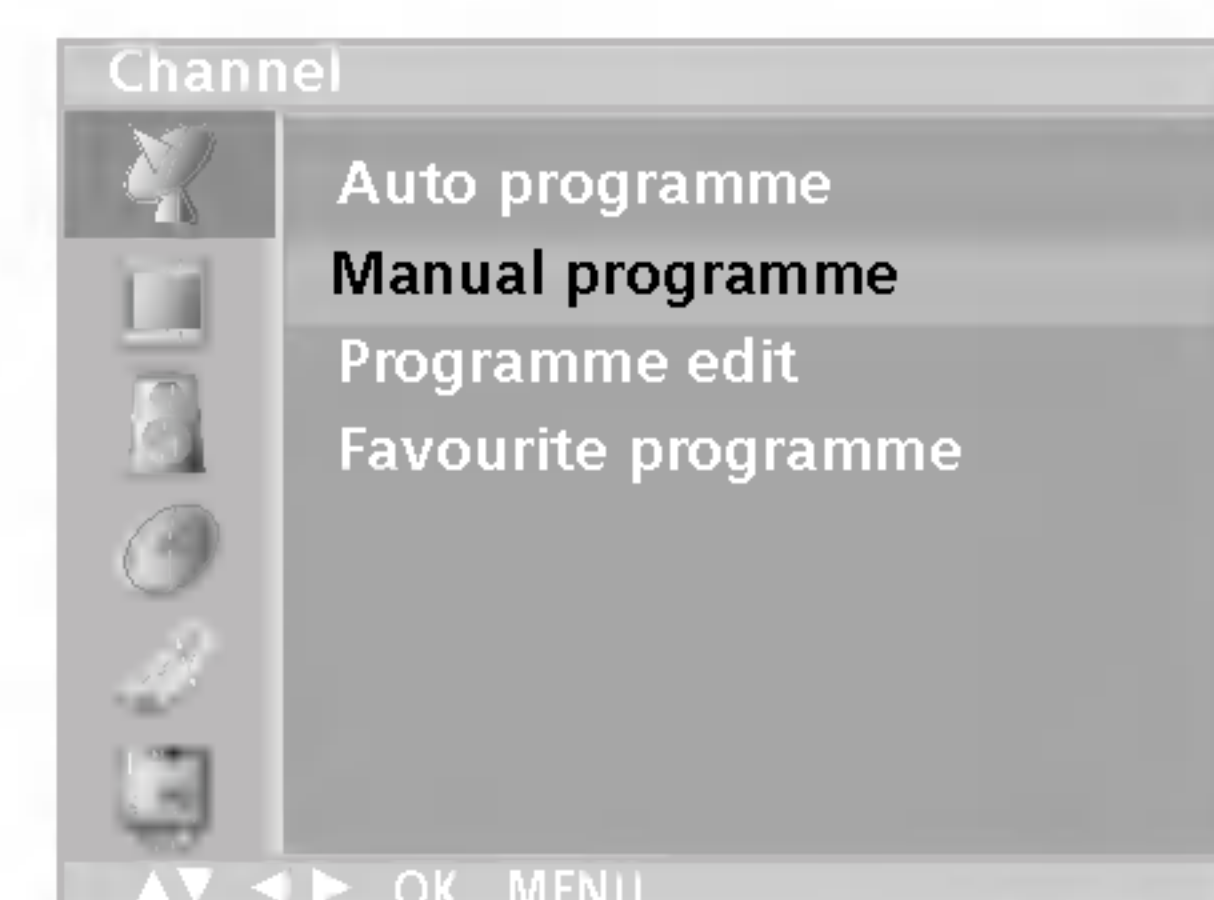 Channel
Auto programme
Manual programme
Programme edit
Favourite programme
▲▼ ◀ ▶ OK MENU